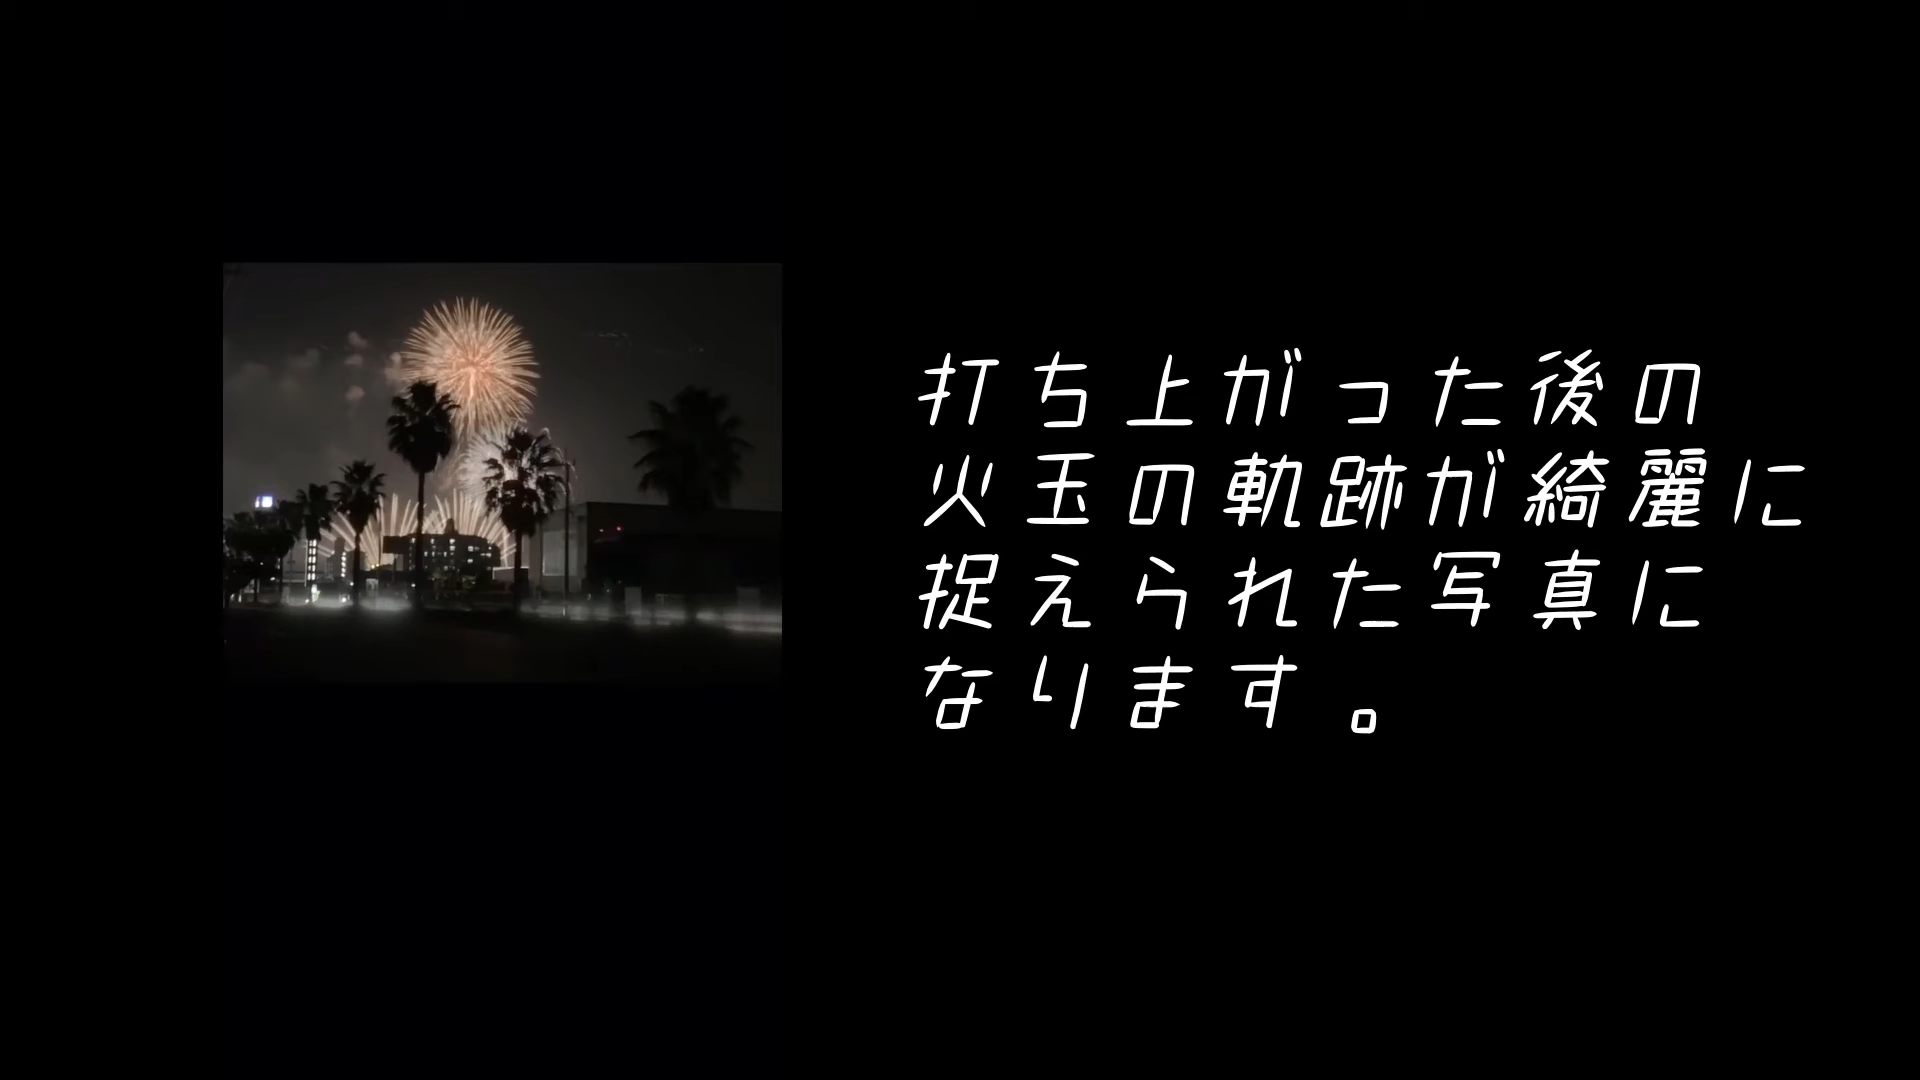 打ち上がった後の
火玉の軌跡が綺麗に
捉えられた写真に
なります。